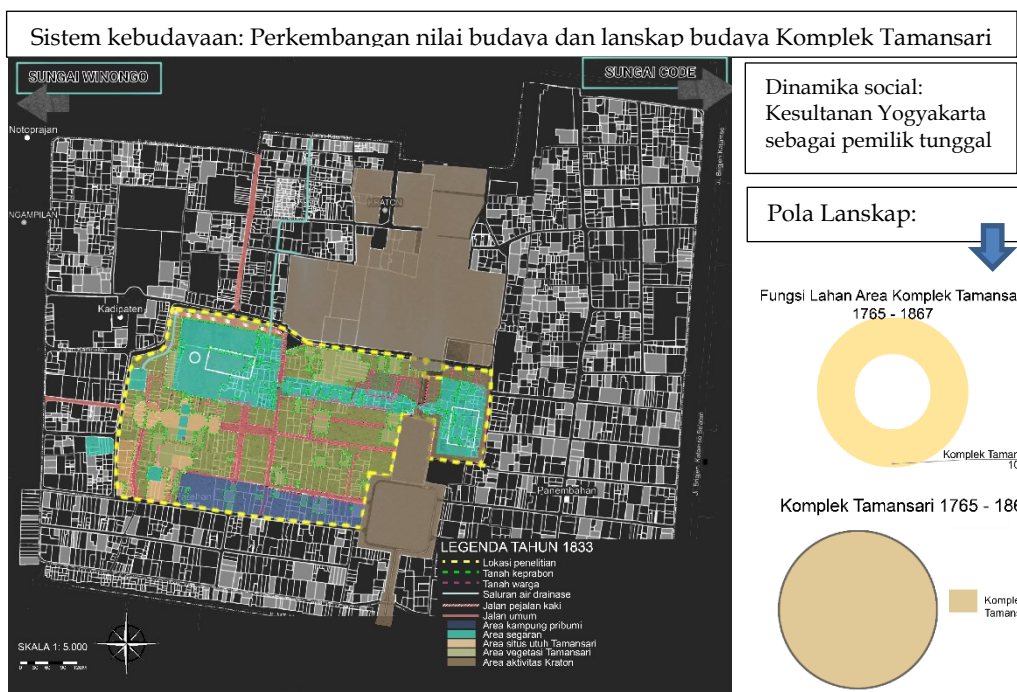 Sistem kebudayaan: Perkembangan nilai budaya dan lanskap budaya Komplek Tamansari
SUNGAI WINONGO
SUNGAI CODE
Dinamika social:
Kesultanan Yogyakarta
sebagai pemilik tunggal
Notoprajan
NGAMPILAN
KRATON
Kadipaten
Panembahan
Pola Lanskap:
Fungsi Lahan Area Komplek Tamansa
1765 - 1867
Komplek Taman
10
Komplek Tamansari 1765 - 186
Komple
Tamans
LEGENDA TAHUN 1833
Lokasi penelitian
Tanah keprabon
Tanah warga
Saluran air drainase
Jalan pejalan kaki
Jalan umum
Area kampung pribumi
Area segaran
Area situs utuh Tamansari
Area vegetasi Tamansari
Area aktivitas Kraton
SKALA 1: 5.000